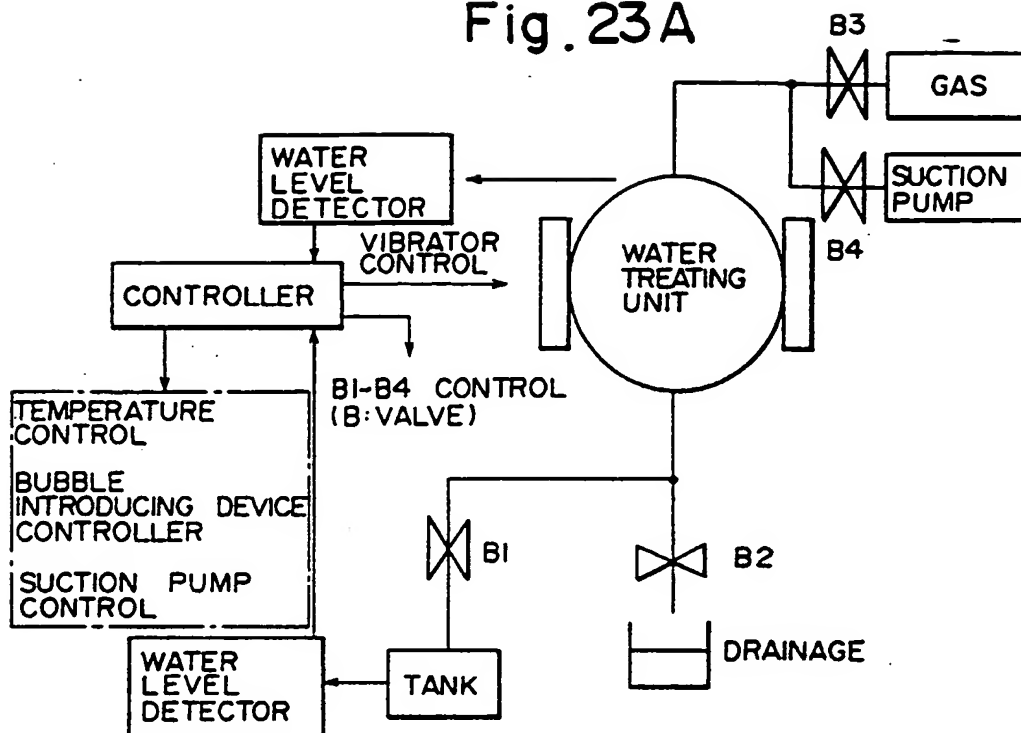 Fig. 23A
B3
GAS
WATER
LEVEL
DETECTOR
SUCTION
PUMP
B4
VIBRATOR
CONTROL
WATER
TREATING
UNIT
CONTROLLER
B1-B4 CONTROL
(B:VALVE)
TEMPERATURE
CONTROL
BUBBLE
INTRODUCING DEVICE
CONTROLLER
SUCTION PUMP
CONTROL
B1
B2
DRAINAGE
WATER
LEVEL
DETECTOR
TANK